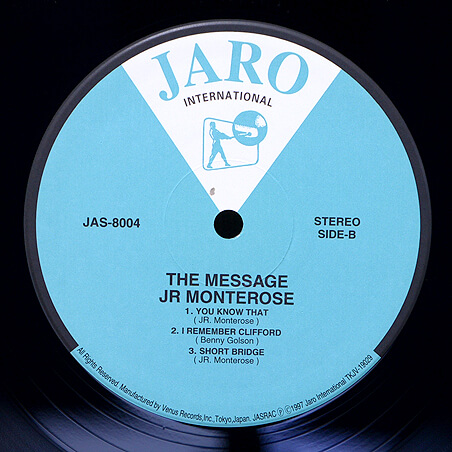 JARO
INTERNATIONAL
JAS-8004
STEREO
SIDE-B
THE MESSAGE
JR MONTEROSE
1. YOU KNOW THAT
( JR. Monterose )
2. I REMEMBER CLIFFORD
( Benny Golson )
3. SHORT BRIDGE
( JR. Monterose )
All Rights Reserved. Manufactured by Venus Records,Inc.,Tokyo,Japan. JASRAC Ⓟ ©1997 Jaro International TKJV-19029